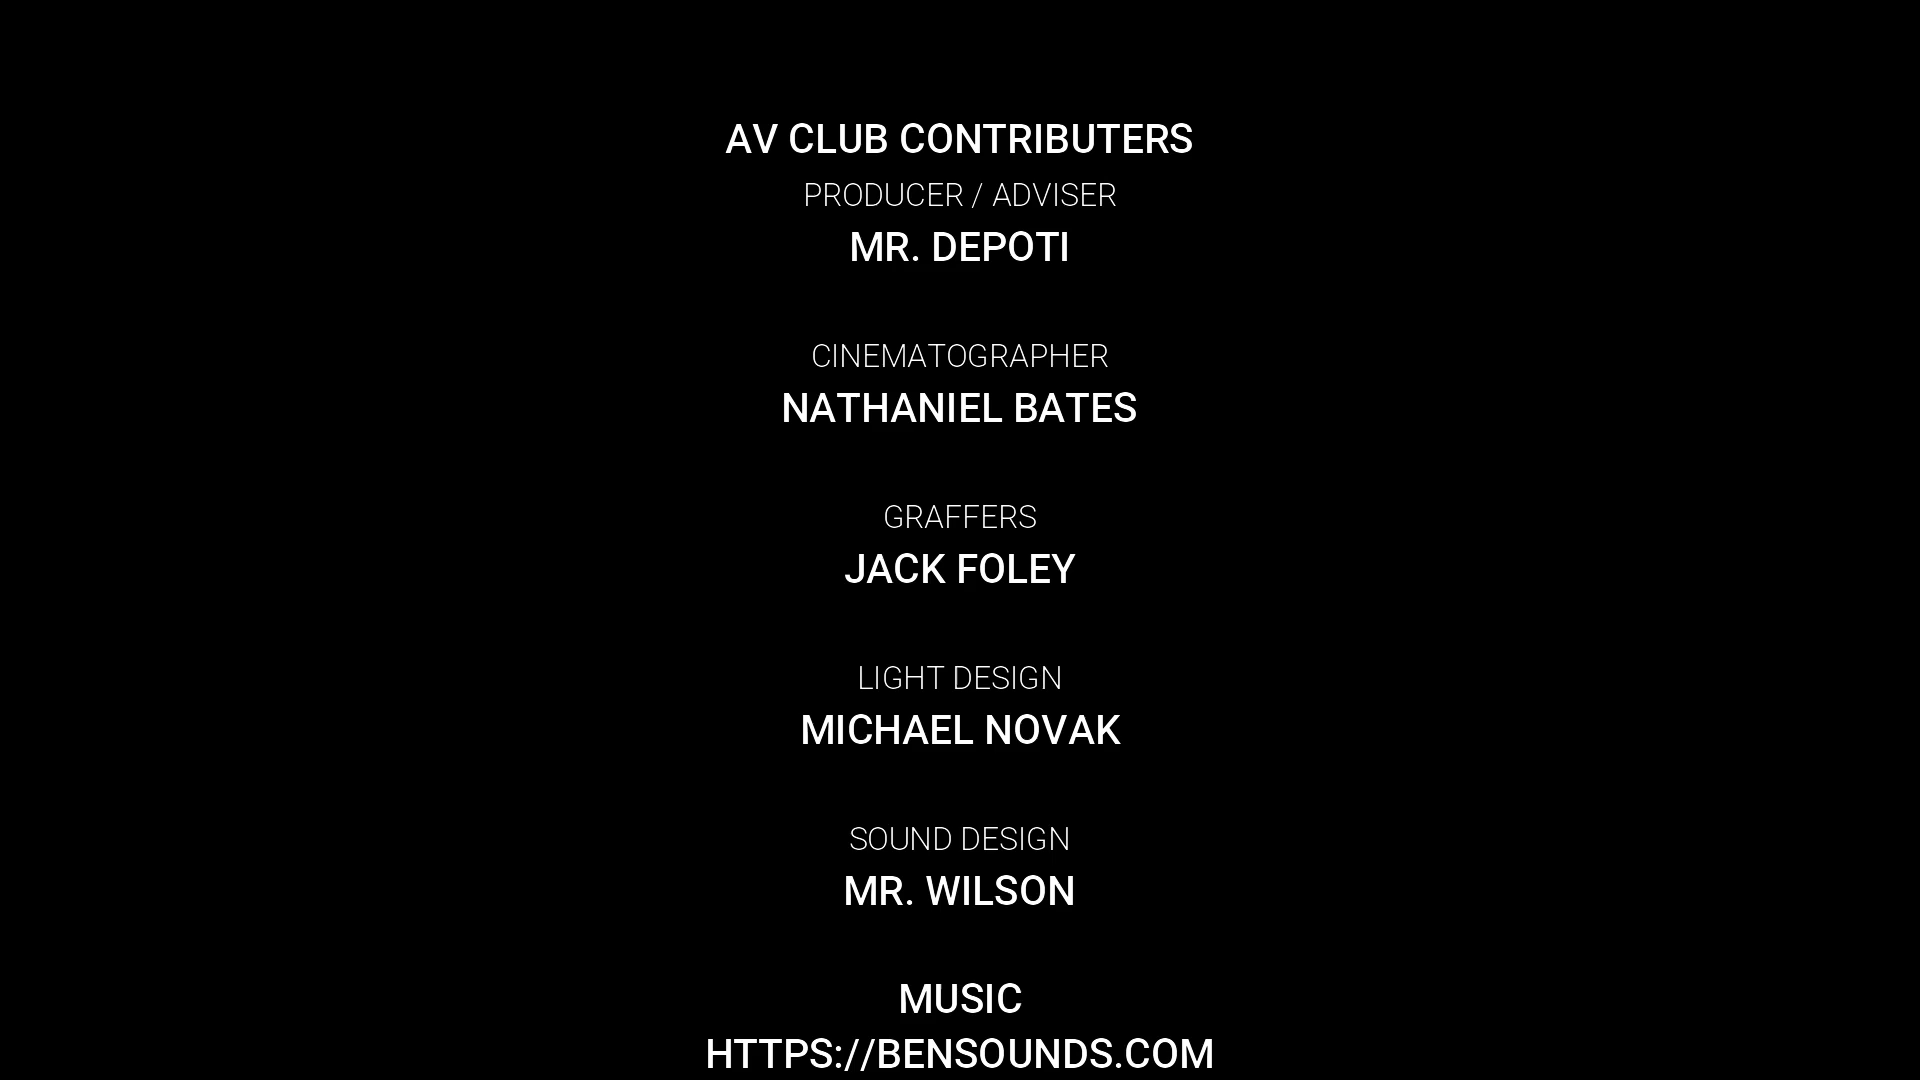 AV CLUB CONTRIBUTERS
PRODUCER / ADVISER
MR. DEPOTI
CINEMATOGRAPHER
NATHANIEL BATES
GRAFFERS
JACK FOLEY
LIGHT DESIGN
MICHAEL NOVAK
SOUND DESIGN
MR. WILSON
MUSIC
HTTPS://BENSOUNDS.COM